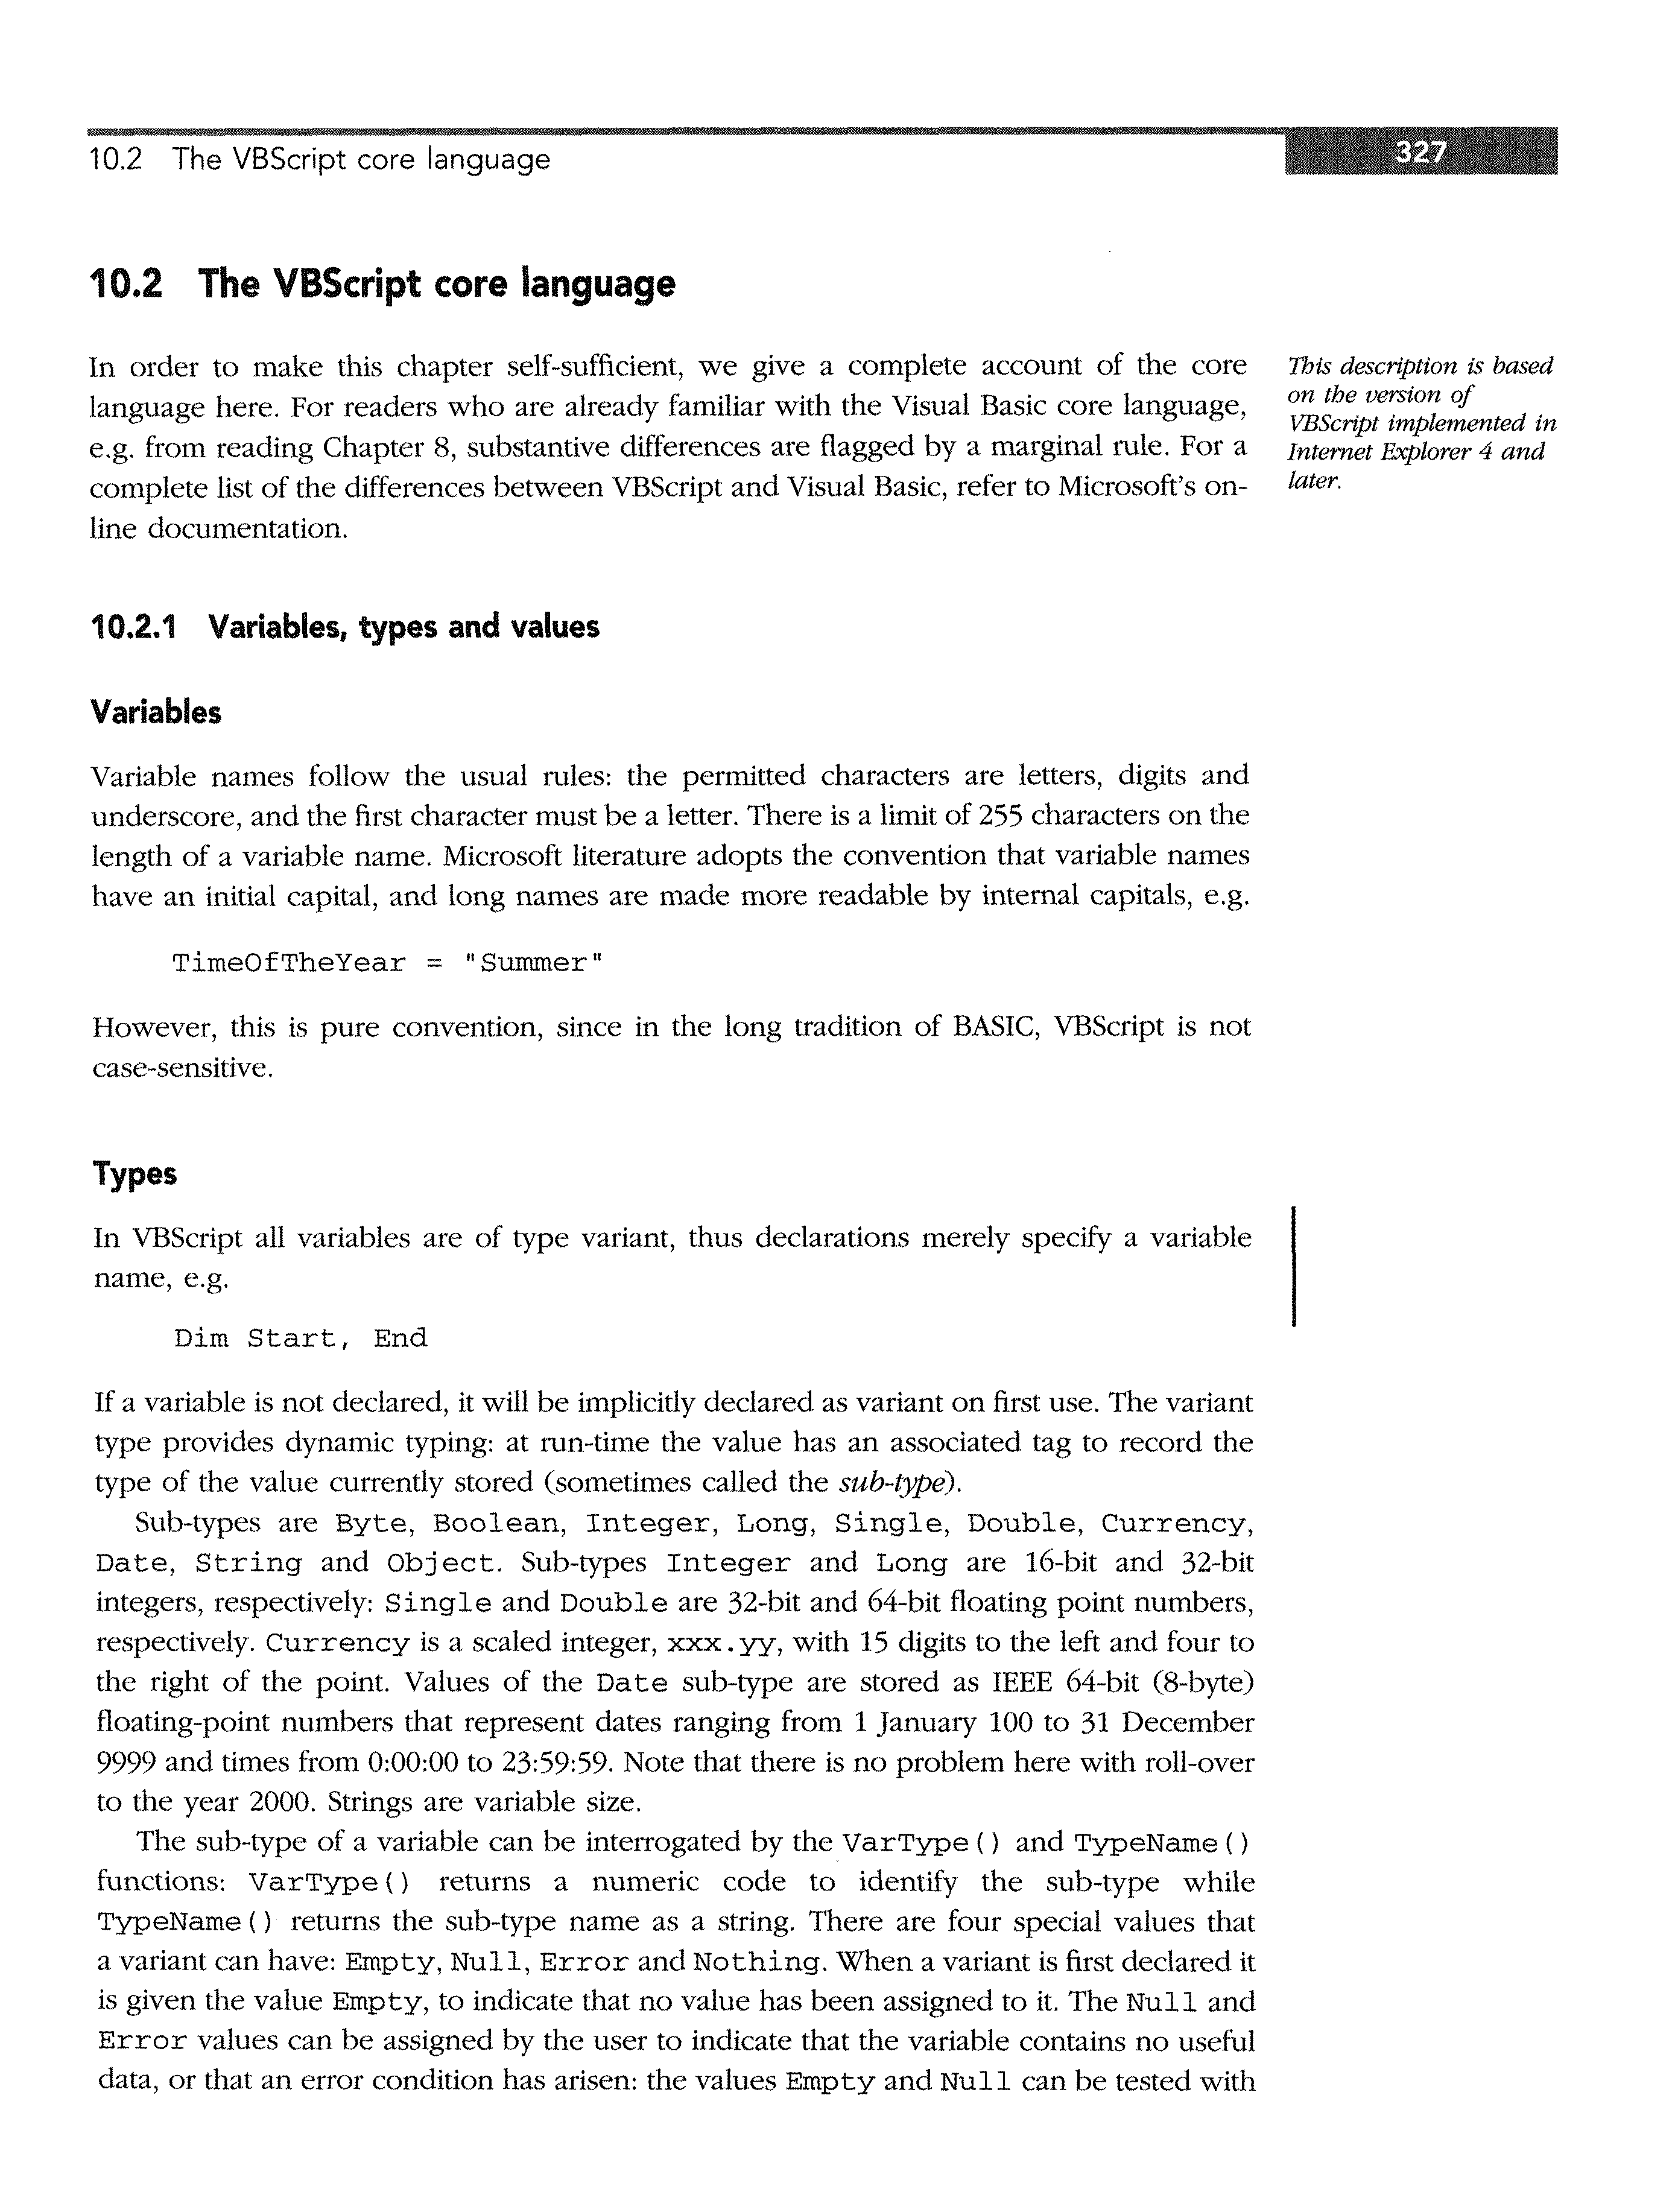 10.2 The VBScript core language
327
10.2 The VBScript core language
In order to make this chapter self-sufficient, we give a complete account of the core
language here. For readers who are already familiar with the Visual Basic core language,
e.g. from reading Chapter 8, substantive differences are flagged by a marginal rule. For a
complete list of the differences between VBScript and Visual Basic, refer to Microsoft's on-
line documentation.
This description is based
on the version of
VBScript implemented in
Internet Explorer 4 and
later.
10.2.1 Variables, types and values
Variables
Variable names follow the usual rules: the permitted characters are letters, digits and
underscore, and the first character must be a letter. There is a limit of 255 characters on the
length of a variable name. Microsoft literature adopts the convention that variable names
have an initial capital, and long names are made more readable by internal capitals, e.g.
TimeOfTheYear = "Summer"
However, this is pure convention, since in the long tradition of BASIC, VBScript is not
case-sensitive.
Types
In VBScript all variables are of type variant, thus declarations merely specify a variable
name, e.g.
Dim Start, End
If a variable is not declared, it will be implicitly declared as variant on first use. The variant
type provides dynamic typing: at run-time the value has an associated tag to record the
type of the value currently stored (sometimes called the sub-type).
Sub-types are Byte, Boolean, Integer, Long, Single, Double, Currency,
Date, String and Object. Sub-types Integer and Long are 16-bit and 32-bit
integers, respectively: Single and Double are 32-bit and 64-bit floating point numbers,
respectively. Currency is a scaled integer, xxx.yy, with 15 digits to the left and four to
the right of the point. Values of the Date sub-type are stored as IEEE 64-bit (8-byte)
floating-point numbers that represent dates ranging from 1 January 100 to 31 December
9999 and times from 0:00:00 to 23:59:59. Note that there is no problem here with roll-over
to the year 2000. Strings are variable size.
The sub-type of a variable can be interrogated by the VarType() and TypeName()
functions: VarType() returns a numeric code to identify the sub-type while
TypeName() returns the sub-type name as a string. There are four special values that
a variant can have: Empty, Null, Error and Nothing. When a variant is first declared it
is given the value Empty, to indicate that no value has been assigned to it. The Null and
Error values can be assigned by the user to indicate that the variable contains no useful
data, or that an error condition has arisen: the values Empty and Null can be tested with